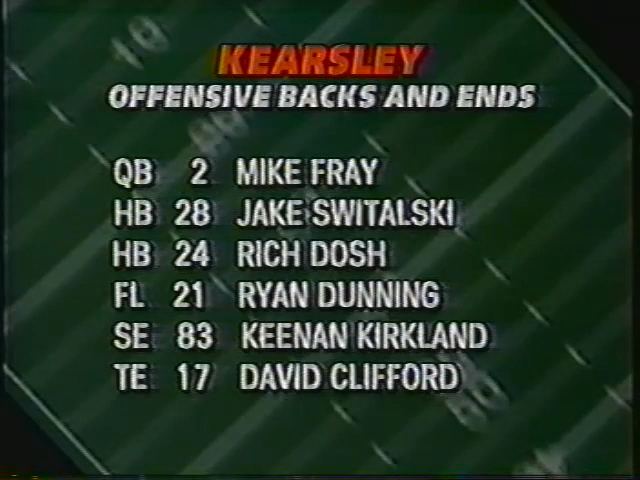 KEARSLEY
OFFENSIVE BACKS AND ENDS
QB 2 MIKE FRAY
HB 28 JAKE SWITALSKI
HB 24 RICH DOSH
FL 21 RYAN DUNNING
SE 83 KEENAN KIRKLAND
TE 17 DAVID CLIFFORD